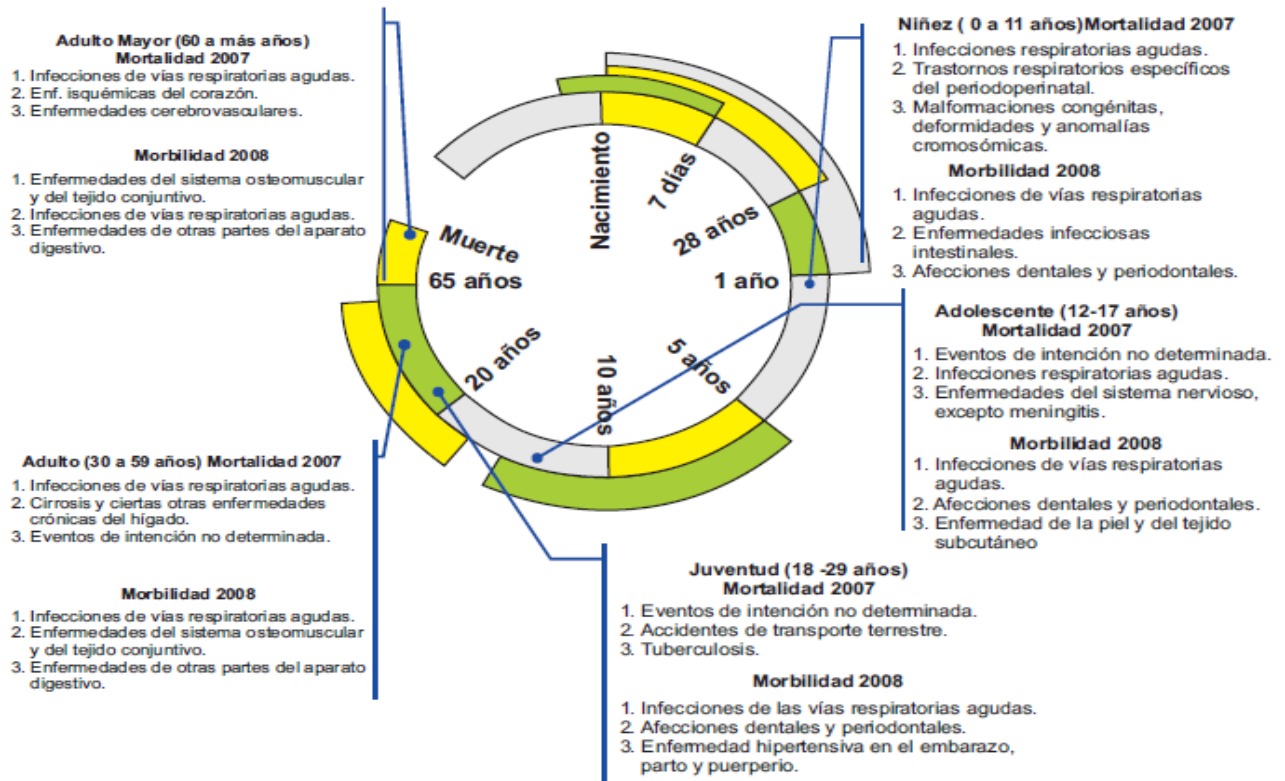 Adulto Mayor (60 a más años)
Mortalidad 2007
1. Infecciones de vías respiratorias agudas.
2. Enf. isquémicas del corazón.
3. Enfermedades cerebrovasculares.
Morbilidad 2008
1. Enfermedades del sistema osteomuscular
y del tejido conjuntivo.
2. Infecciones de vías respiratorias agudas.
3. Enfermedades de otras partes del aparato
digestivo.
Adulto (30 a 59 años) Mortalidad 2007
1. Infecciones de vías respiratorias agudas.
2. Cirrosis y ciertas otras enfermedades
crónicas del hígado.
3. Eventos de intención no determinada.
Morbilidad 2008
1. Infecciones de vías respiratorias agudas.
2. Enfermedades del sistema osteomuscular
y del tejido conjuntivo.
3. Enfermedades de otras partes del aparato
digestivo.
Nacimiento
7 días
28 años
1 año
5 años
10 años
20 años
65 años
Muerte
Niñez ( 0 a 11 años)Mortalidad 2007
1. Infecciones respiratorias agudas.
2. Trastornos respiratorios específicos
del periodoperinatal.
3. Malformaciones congénitas,
deformidades y anomalías
cromosómicas.
Morbilidad 2008
1. Infecciones de vías respiratorias
agudas.
2. Enfermedades infecciosas
intestinales.
3. Afecciones dentales y periodontales.
Adolescente (12-17 años)
Mortalidad 2007
1. Eventos de intención no determinada.
2. Infecciones respiratorias agudas.
3. Enfermedades del sistema nervioso,
excepto meningitis.
Morbilidad 2008
1. Infecciones de vías respiratorias
agudas.
2. Afecciones dentales y periodontales.
3. Enfermedad de la piel y del tejido
subcutáneo
Juventud (18 -29 años)
Mortalidad 2007
1. Eventos de intención no determinada.
2. Accidentes de transporte terrestre.
3. Tuberculosis.
Morbilidad 2008
1. Infecciones de las vías respiratorias agudas.
2. Afecciones dentales y periodontales.
3. Enfermedad hipertensiva en el embarazo,
parto y puerperio.